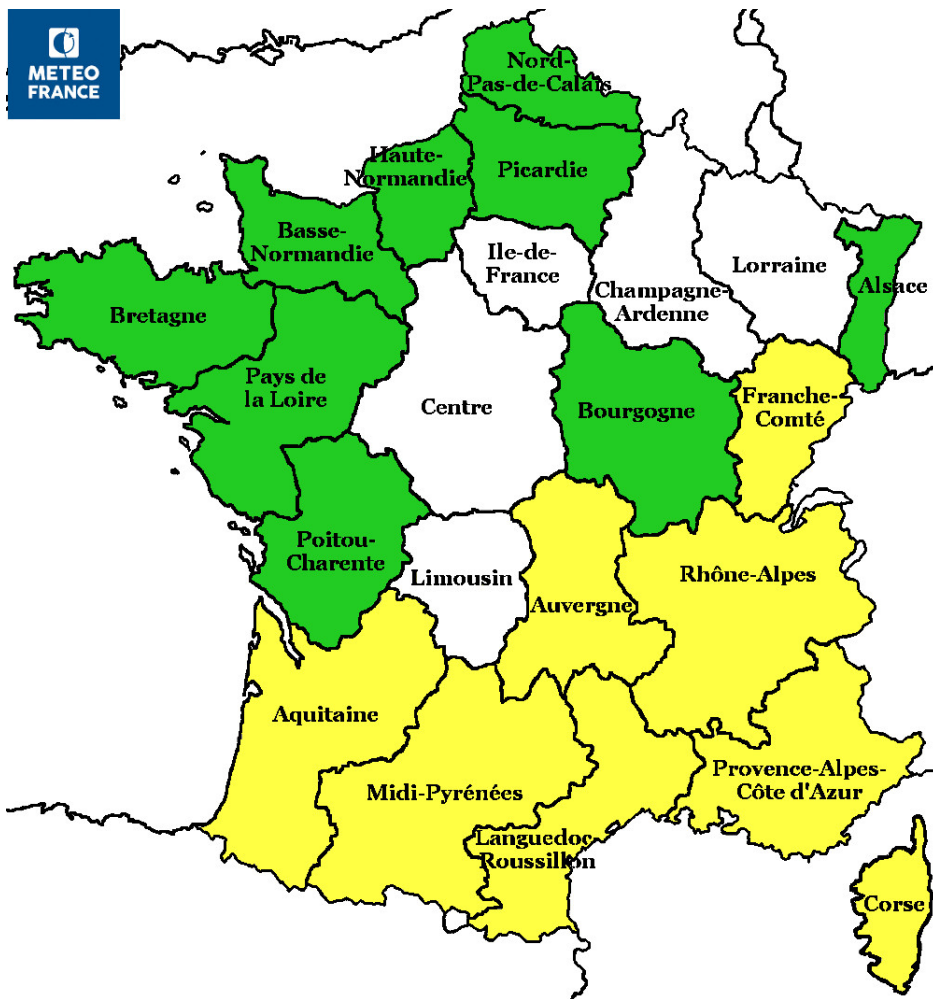 METEO
FRANCE
Nord-
Pas-de-Calais
Haute-
Normandie
Picardie
Basse-
Normandie
Ile-de-
France
Lorraine
Champagne-
Ardenne
Alsace
Bretagne
Pays de
la Loire
Centre
Bourgogne
Franche-
Comté
Poitou-
Charente
Limousin
Auvergne
Rhône-Alpes
Aquitaine
Midi-Pyrénées
Provence-Alpes-
Côte d'Azur
Languedoc-
Roussillon
Corse